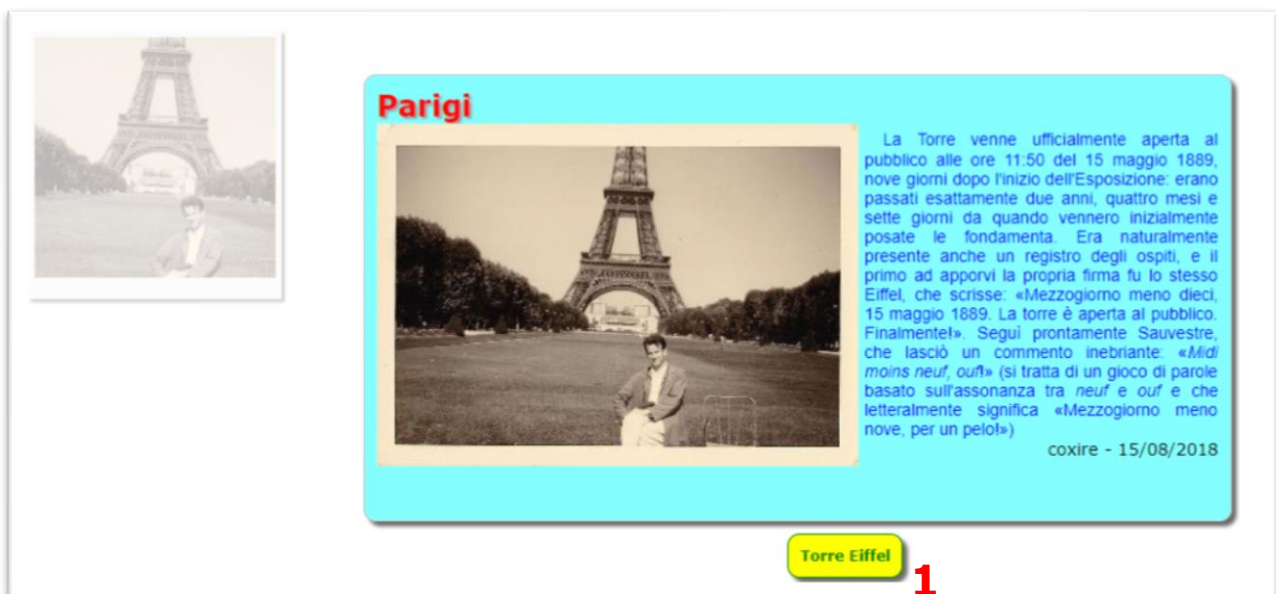 Parigi
La Torre venne ufficialmente aperta al
pubblico alle ore 11:50 del 15 maggio 1889,
nove giorni dopo l'inizio dell'Esposizione: erano
passati esattamente due anni, quattro mesi e
sette giorni da quando vennero inizialmente
posate le fondamenta. Era naturalmente
presente anche un registro degli ospiti, e il
primo ad apporvi la propria firma fu lo stesso
Eiffel, che scrisse: «Mezzogiorno meno dieci,
15 maggio 1889. La torre è aperta al pubblico.
Finalmente!». Seguì prontamente Sauvestre,
che lasciò un commento inebriante: «Midi
moins neuf, ouf!» (si tratta di un gioco di parole
basato sull'assonanza tra neuf e ouf e che
letteralmente significa «Mezzogiorno meno
nove, per un pelo!»)
coxire - 15/08/2018
Torre Eiffel
1